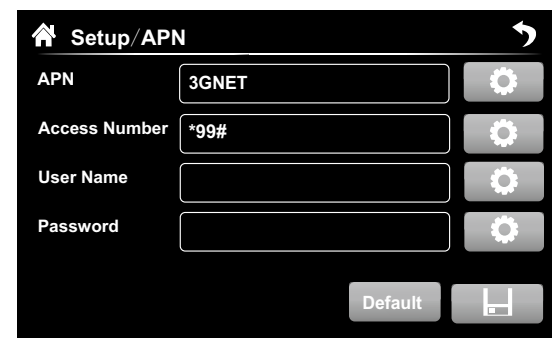 Setup/APN
APN 3GNET
Access Number *99#
User Name
Password
Default